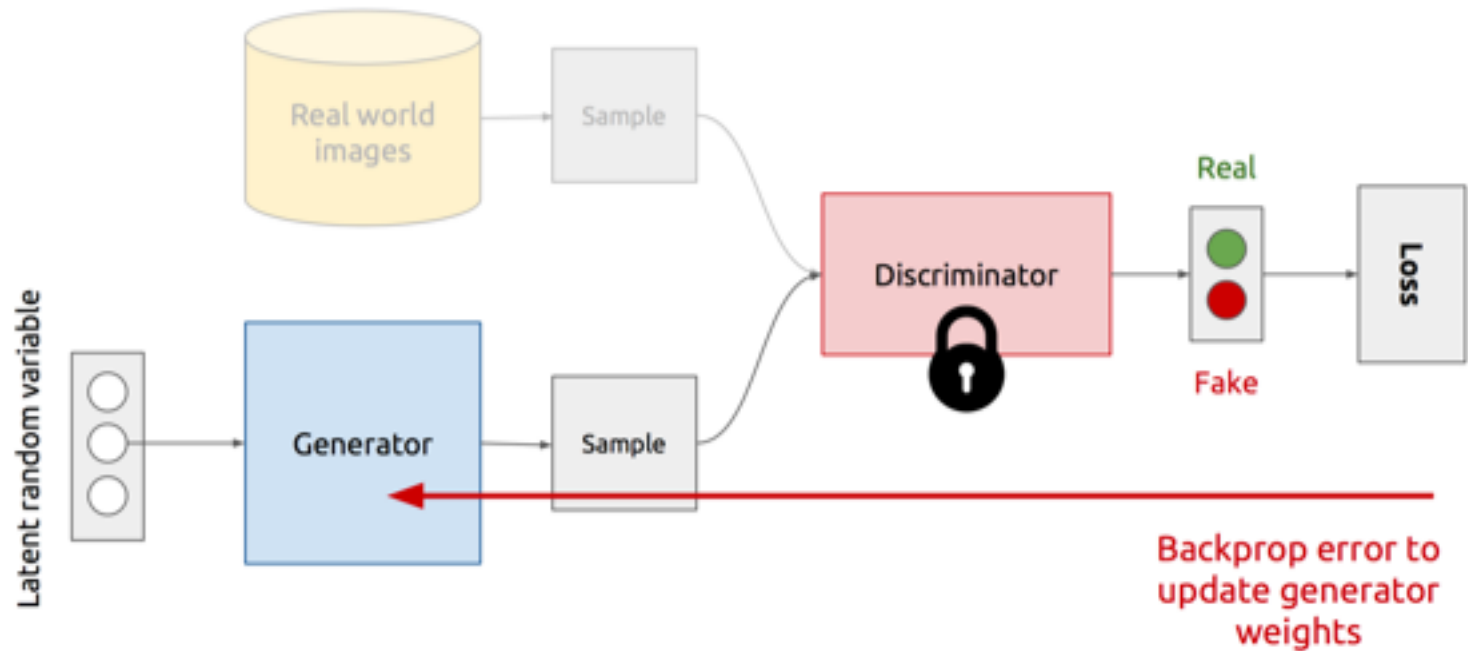 Real world
images
Sample
Real
Discriminator
Loss
Fake
Latent random variable
Generator
Sample
Backprop error to
update generator
weights